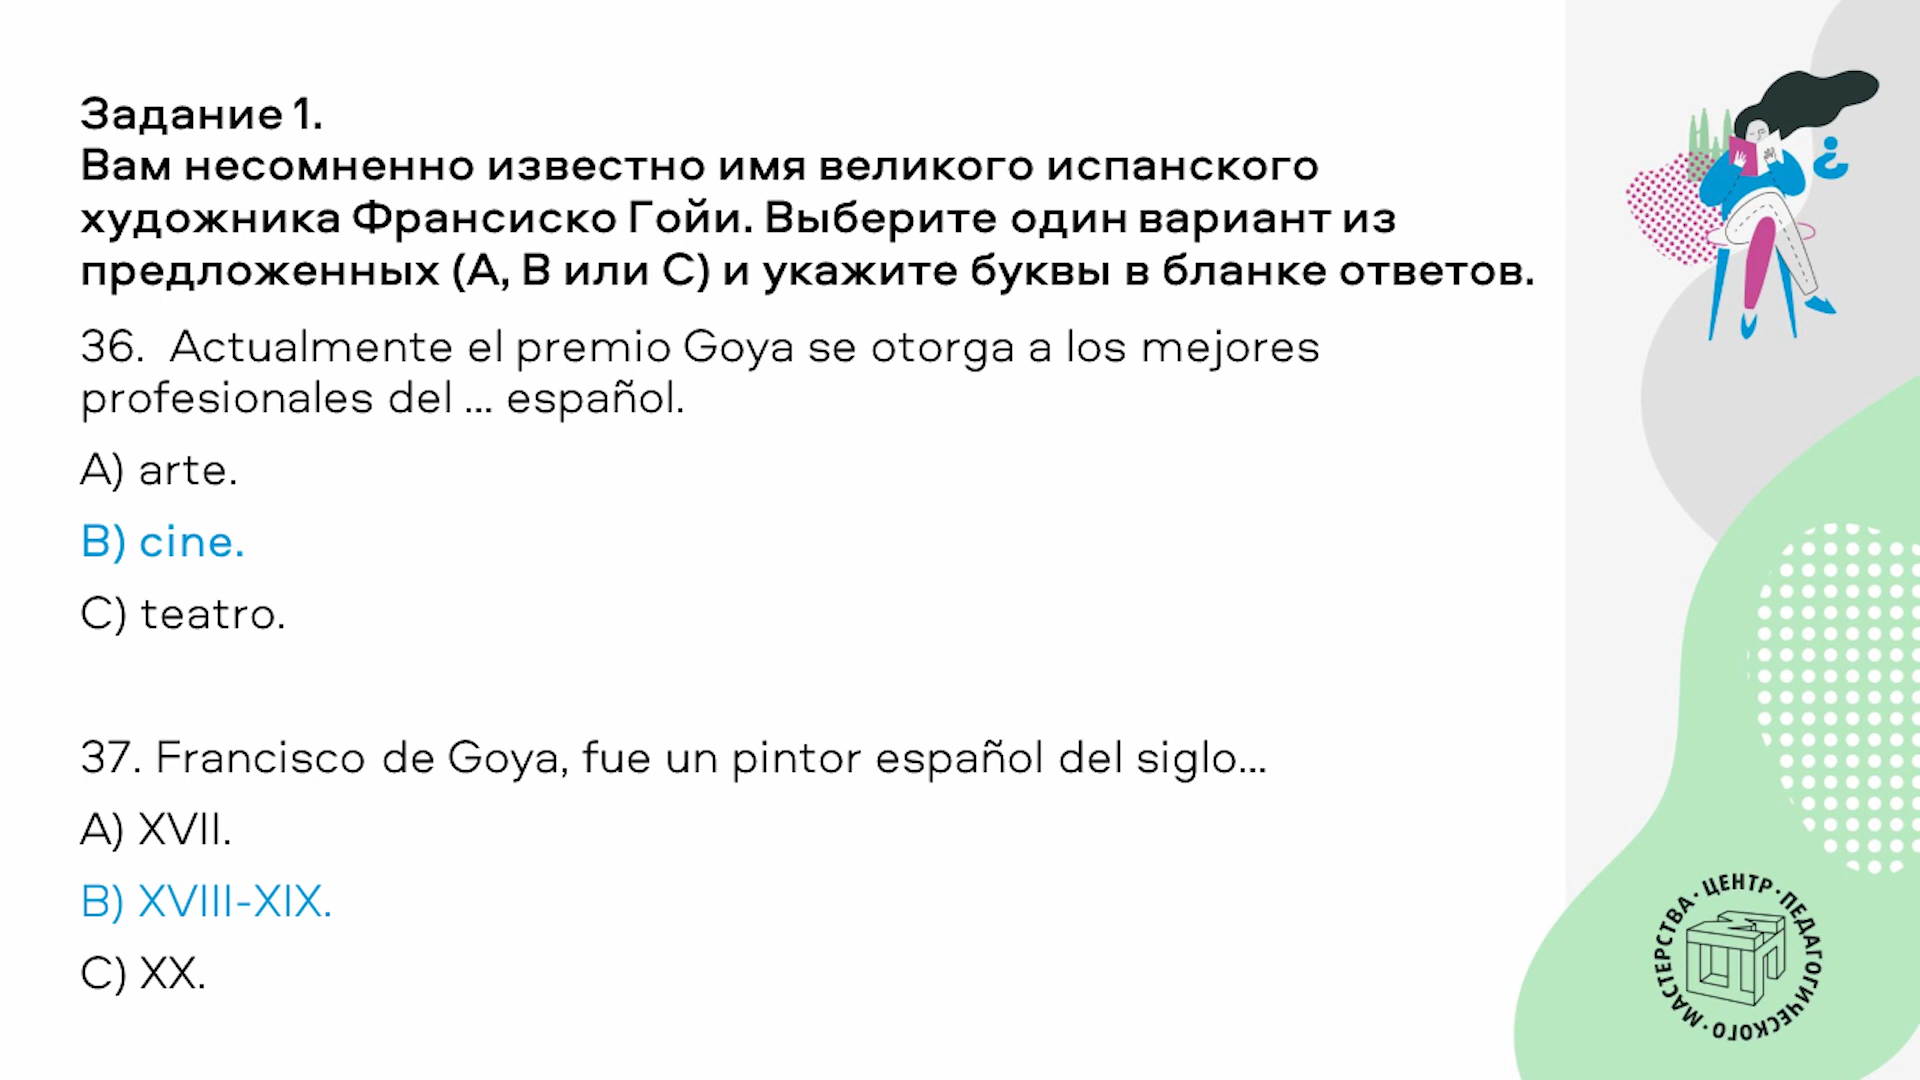 Задание 1.
Вам несомненно известно имя великого испанского
художника Франсиско Гойи. Выберите один вариант из
предложенных (А, В или С) и укажите буквы в бланке ответов.
36. Actualmente el premio Goya se otorga a los mejores
profesionales del ... español.
A) arte.
B) cine.
C) teatro.
37. Francisco de Goya, fue un pintor español del siglo...
A) XVII.
B) XVIII-XIX.
C) XX.
ЦЕНТР · ПЕДАГОГИЧЕСКОГО · МАСТЕРСТВА ·